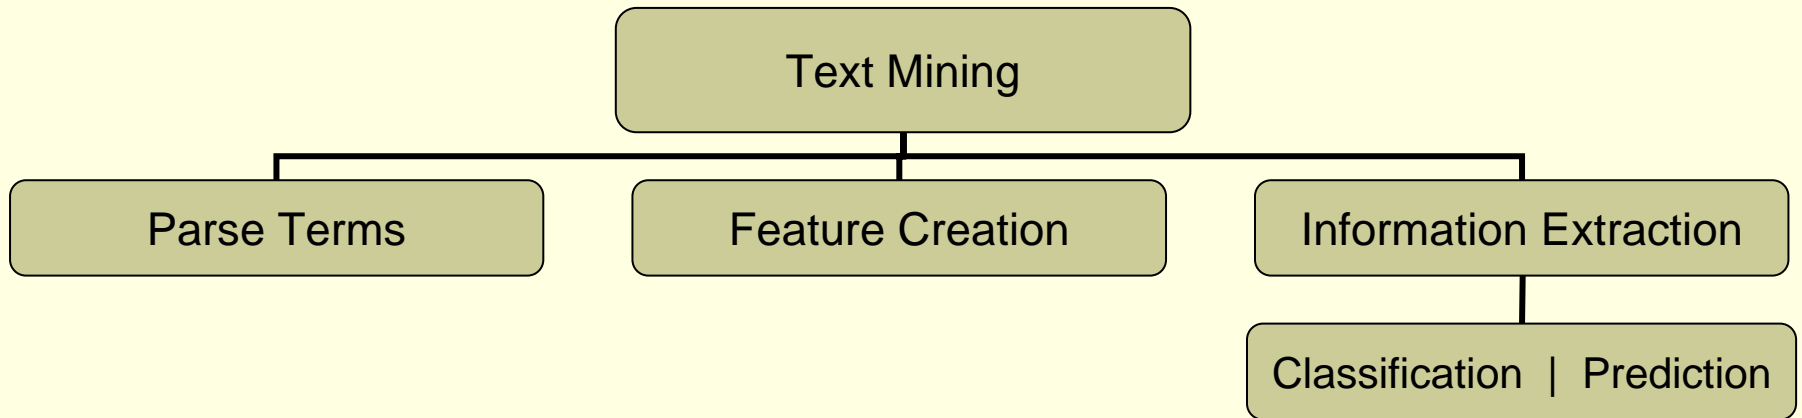 Text Mining
Parse Terms
Feature Creation
Information Extraction
Classification | Prediction